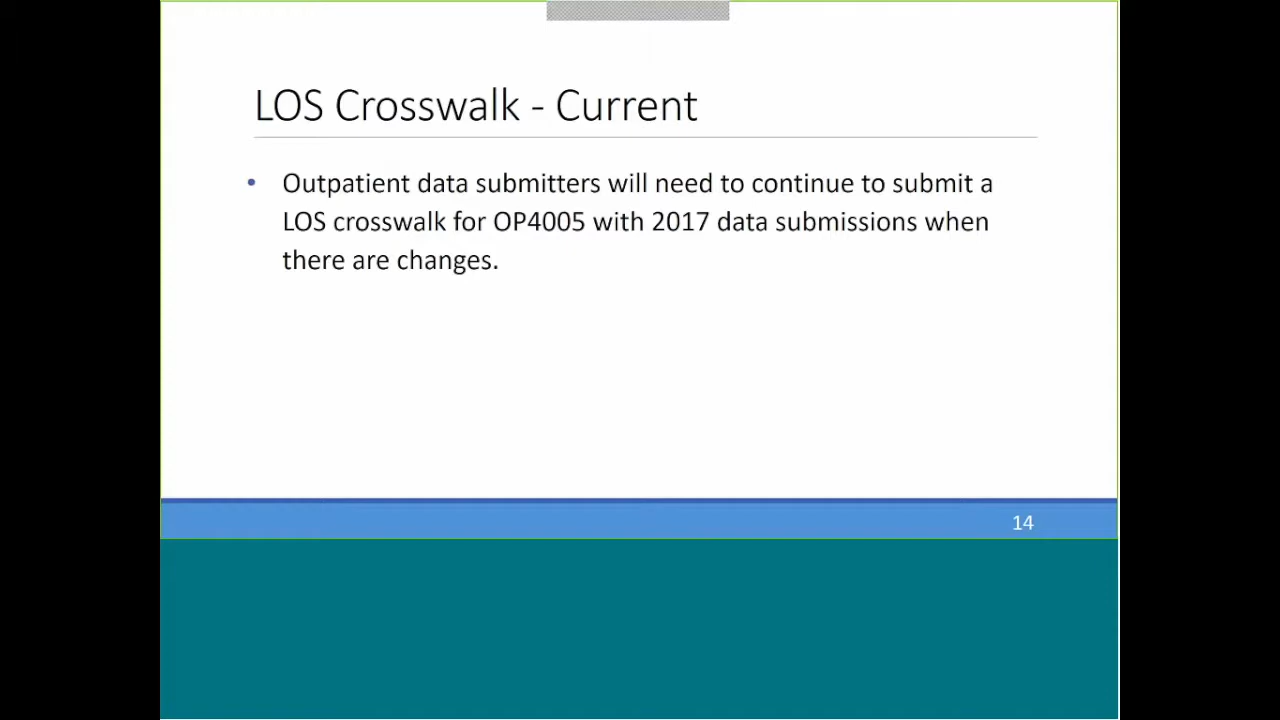 LOS Crosswalk - Current
• Outpatient data submitters will need to continue to submit a
LOS crosswalk for OP4005 with 2017 data submissions when
there are changes.
14